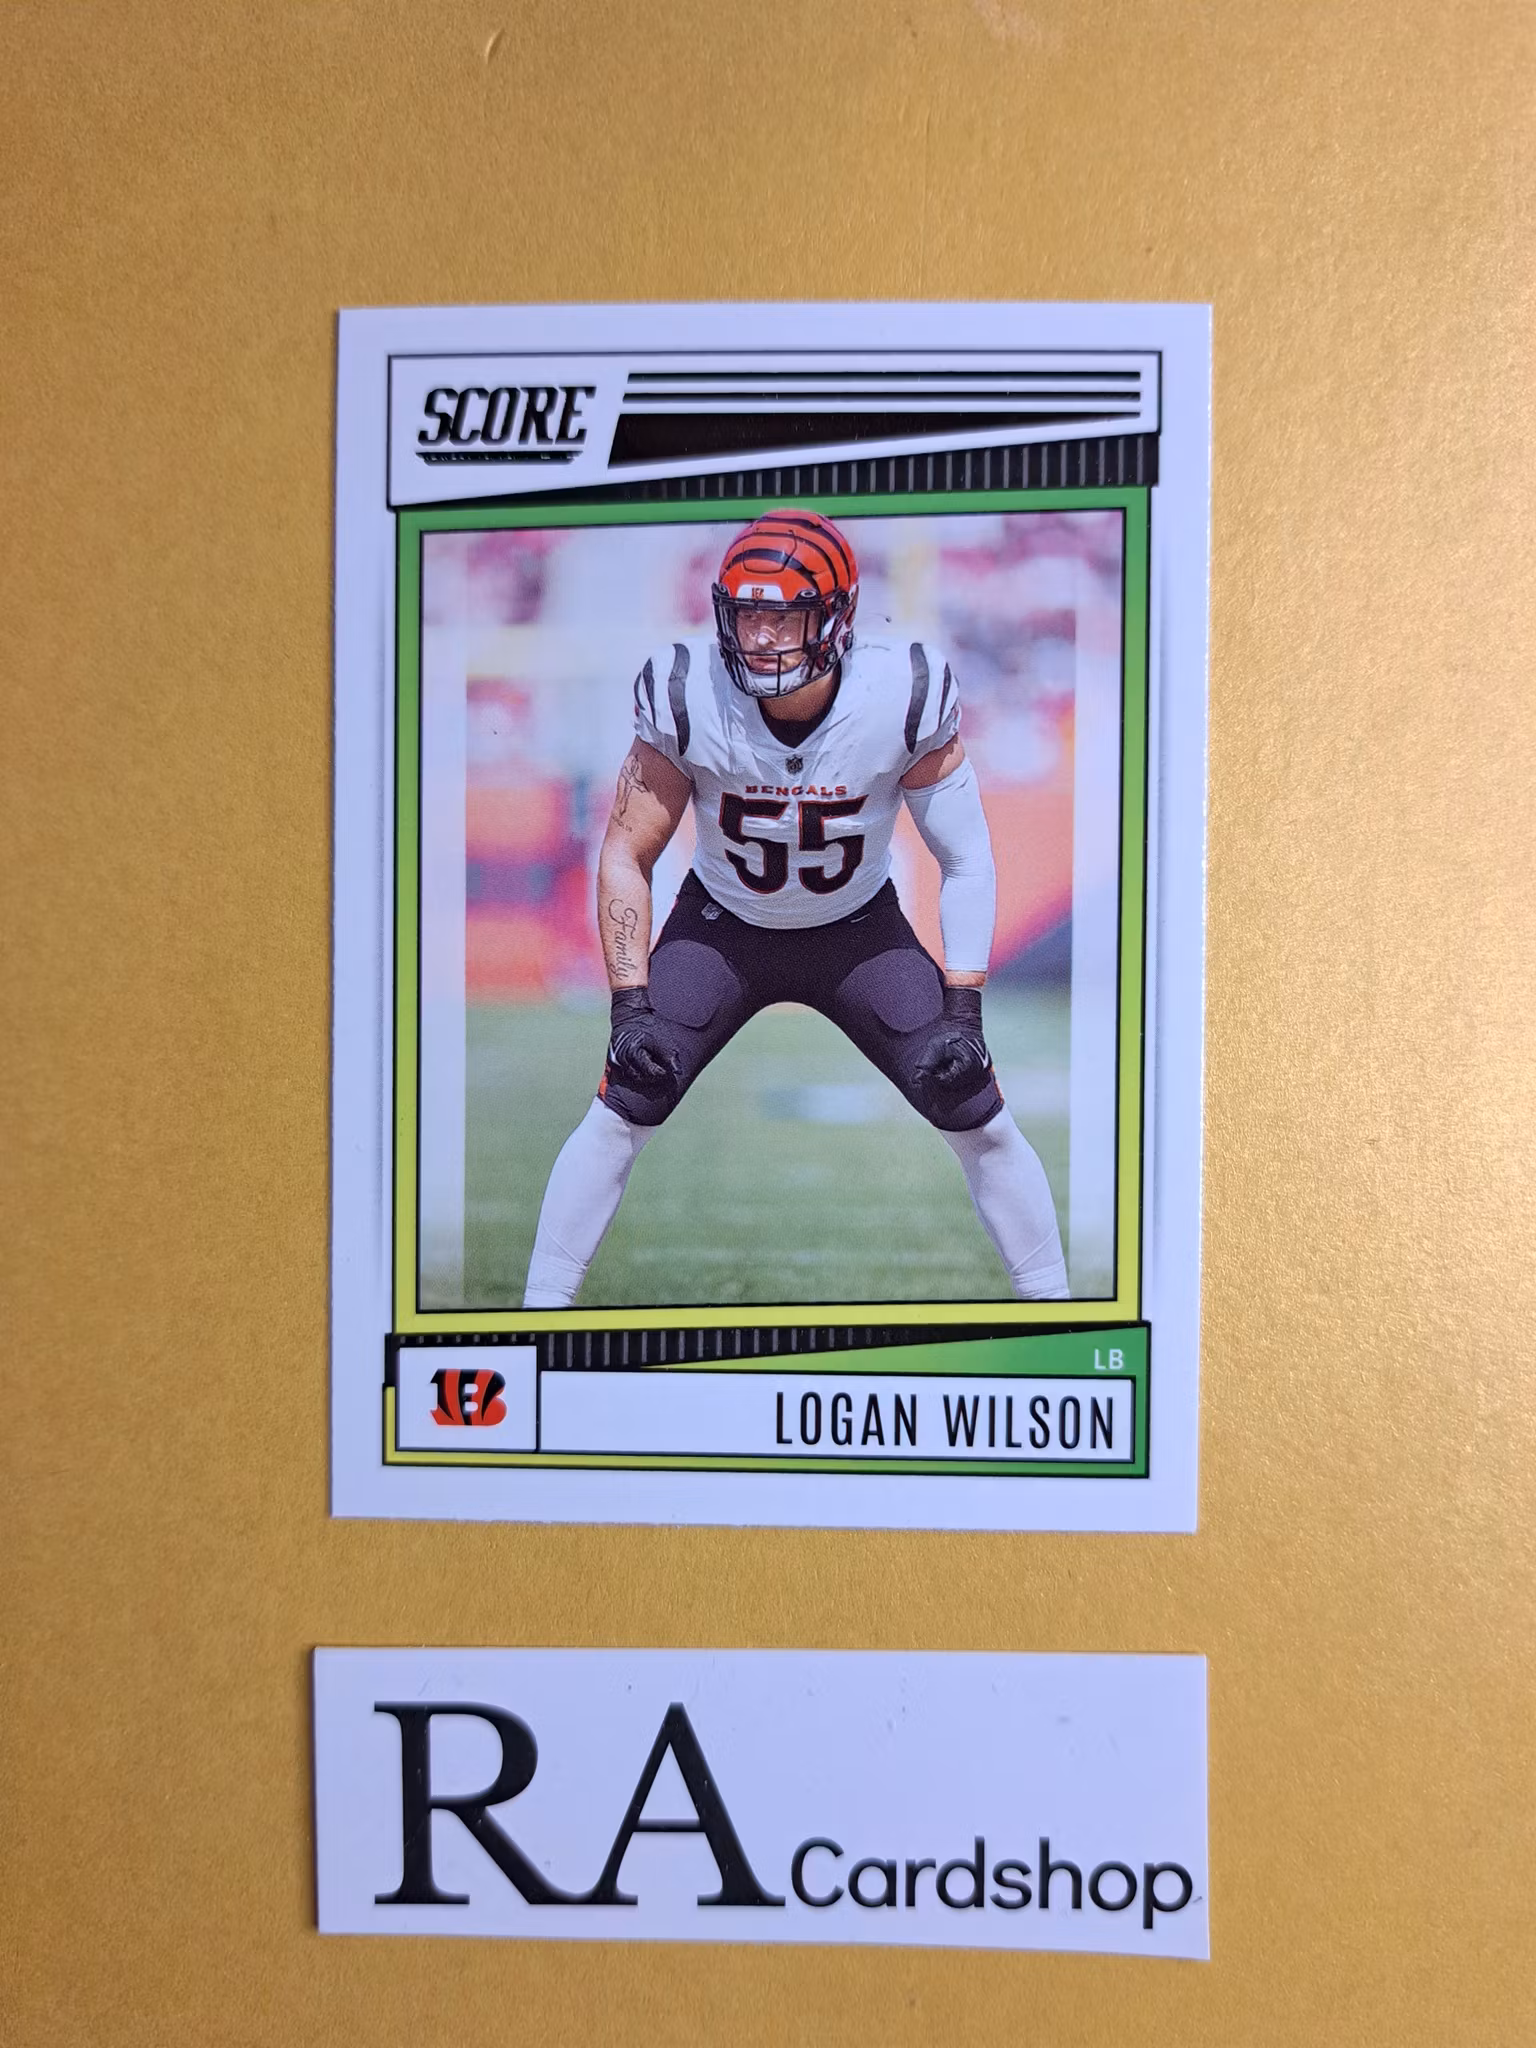 SCORE
BENGALS
55
Family
LB
B
LOGAN WILSON
RA Cardshop